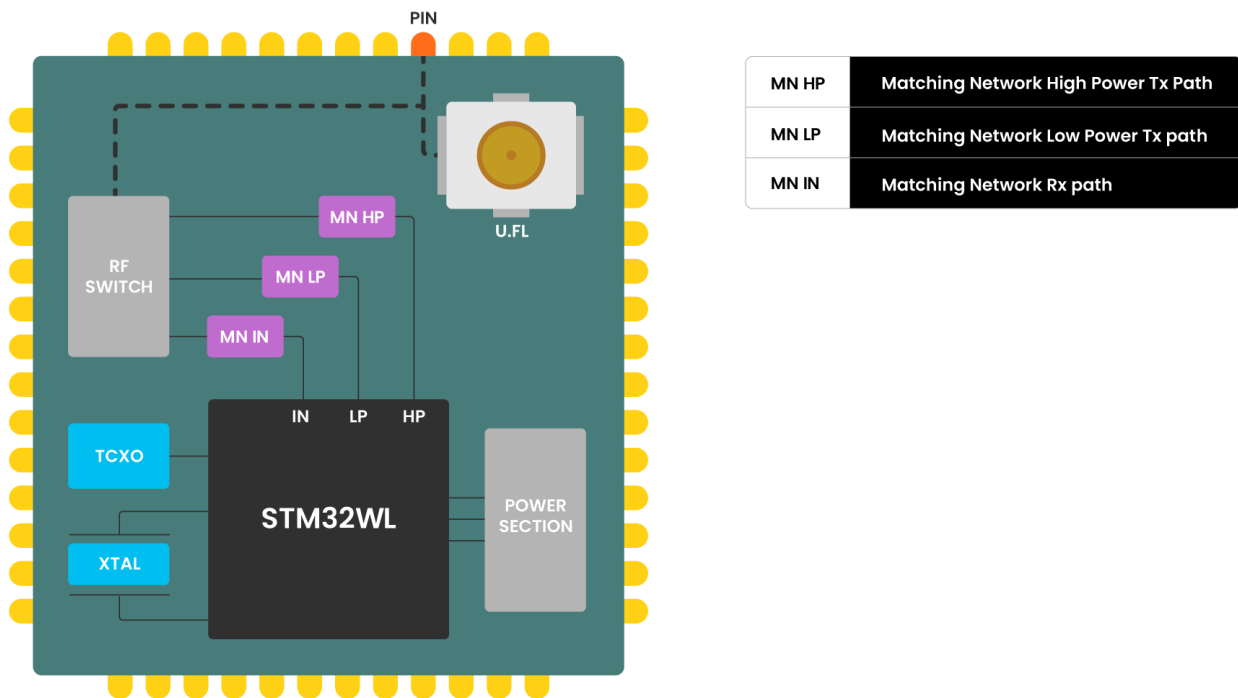 PIN
MN HP Matching Network High Power Tx Path
MN LP Matching Network Low Power Tx path
MN IN Matching Network Rx path
U.FL
RF
SWITCH
MN HP
MN LP
MN IN
IN LP HP
TCXO
STM32WL
XTAL
POWER
SECTION